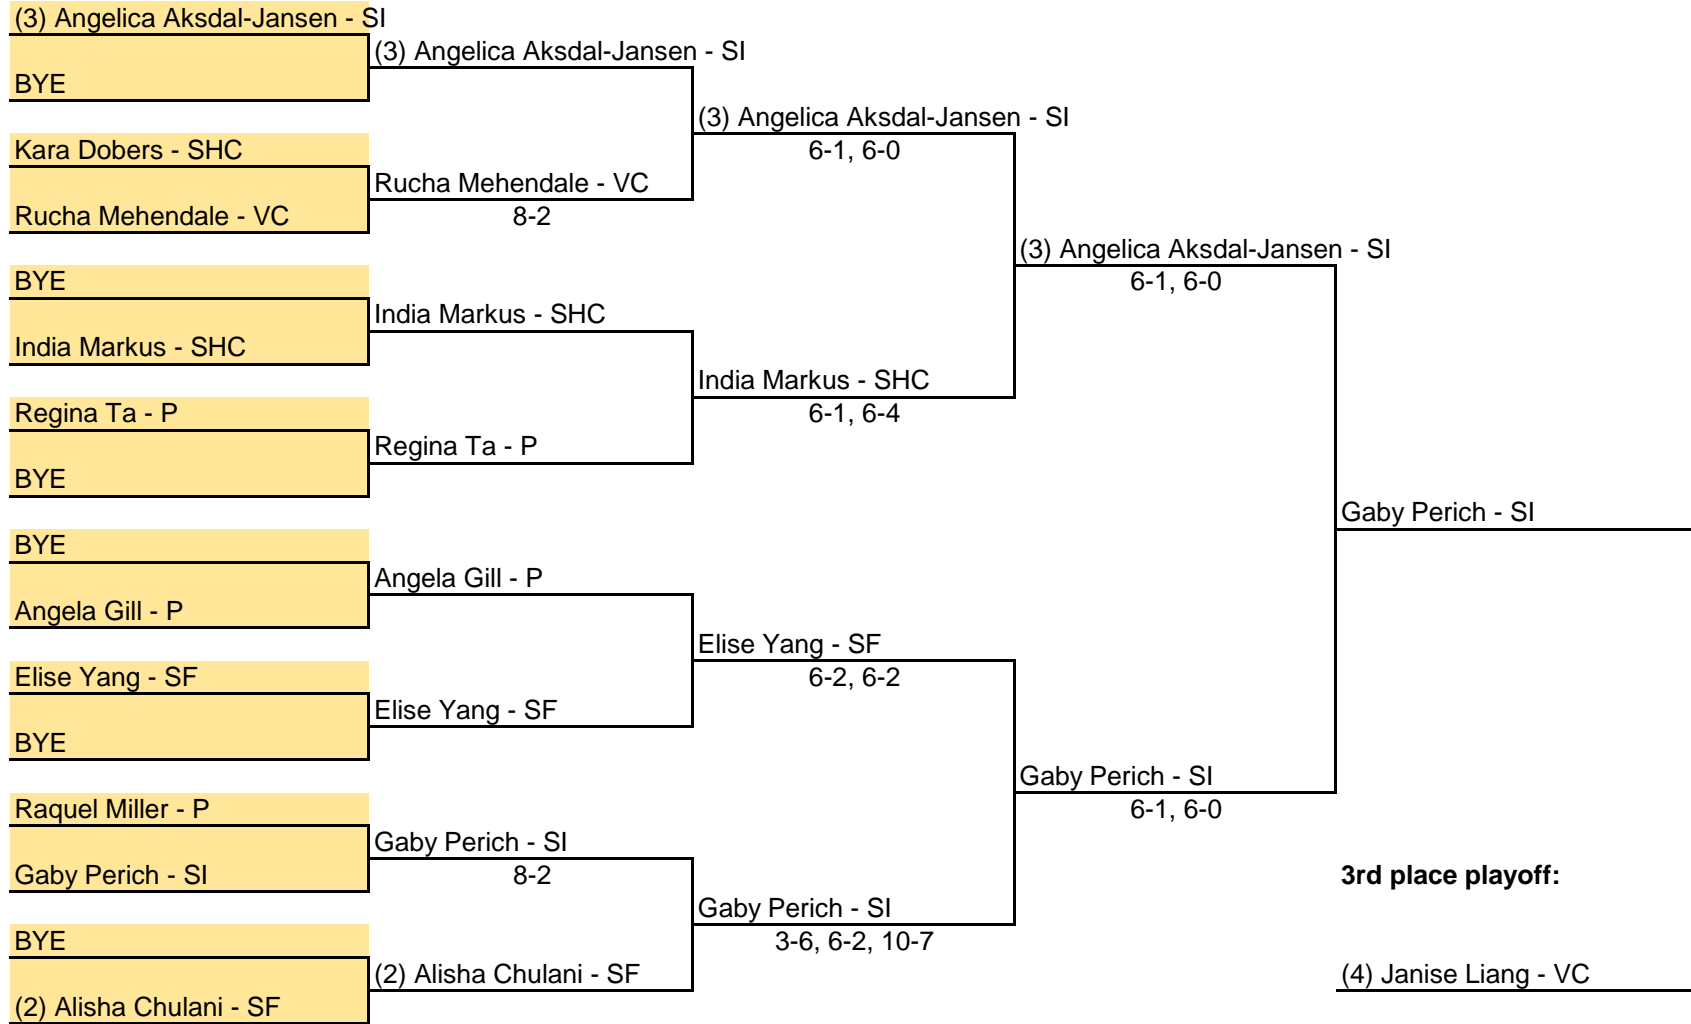 (3) Angelica Aksdal-Jansen - SI
BYE
Kara Dobers - SHC
Rucha Mehendale - VC
BYE
India Markus - SHC
Regina Ta - P
BYE
BYE
Angela Gill - P
Elise Yang - SF
BYE
Raquel Miller - P
Gaby Perich - SI
BYE
(2) Alisha Chulani - SF
(3) Angelica Aksdal-Jansen - SI
Rucha Mehendale - VC
8-2
India Markus - SHC
Regina Ta - P
Angela Gill - P
Elise Yang - SF
Gaby Perich - SI
8-2
(2) Alisha Chulani - SF
(3) Angelica Aksdal-Jansen - SI
6-1, 6-0
India Markus - SHC
6-1, 6-4
Elise Yang - SF
6-2, 6-2
Gaby Perich - SI
3-6, 6-2, 10-7
(3) Angelica Aksdal-Jansen - SI
6-1, 6-0
Gaby Perich - SI
6-1, 6-0
Gaby Perich - SI
3rd place playoff:
(4) Janise Liang - VC